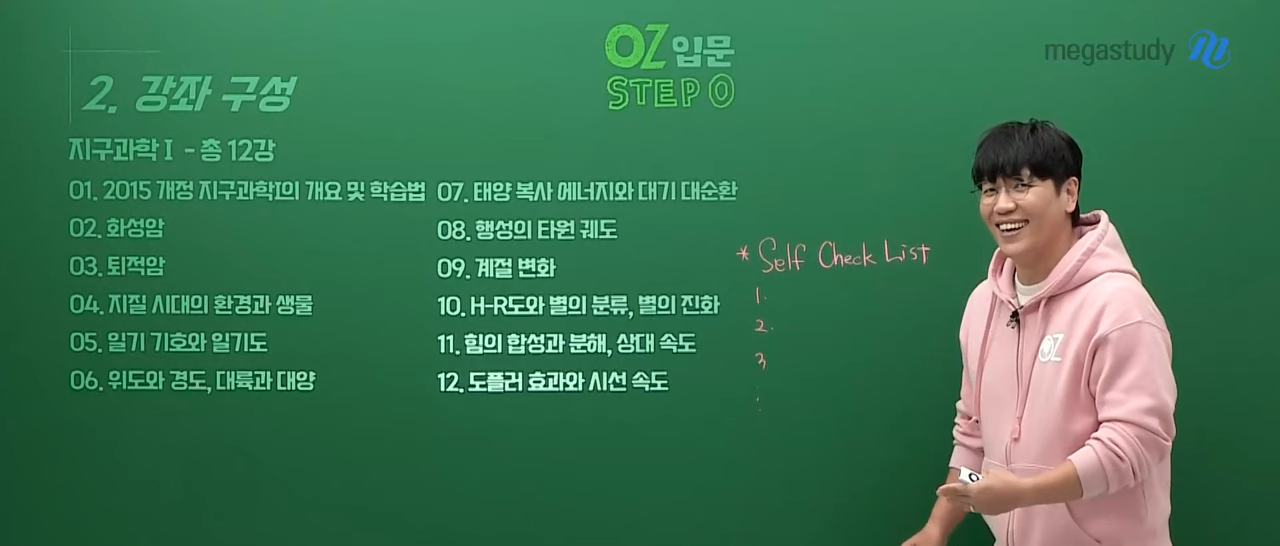 OZ 입문
STEP 0
megastudy
2. 강좌 구성
지구과학 I - 총 12강
01. 2015 개정 지구과학I의 개요 및 학습법
02. 화성암
03. 퇴적암
04. 지질 시대의 환경과 생물
05. 일기 기호와 일기도
06. 위도와 경도, 대륙과 대양
07. 태양 복사 에너지와 대기 대순환
08. 행성의 타원 궤도
09. 계절 변화
10. H-R도와 별의 분류, 별의 진화
11. 힘의 합성과 분해, 상대 속도
12. 도플러 효과와 시선 속도
* Self Check List
1.
2.
3
OZ